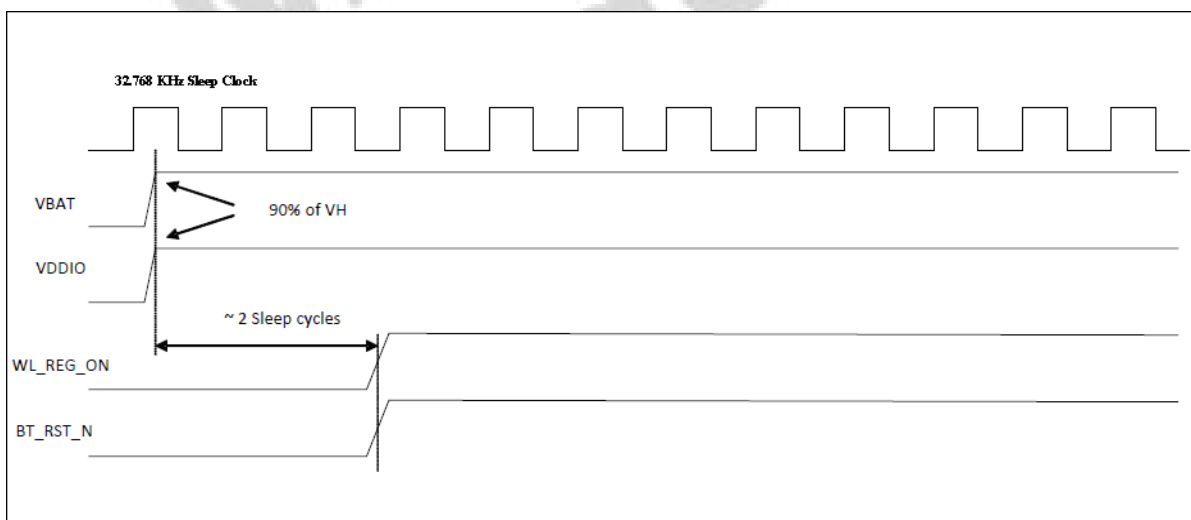 32.768 KHz Sleep Clock
VBAT
90% of VH
VDDIO
~ 2 Sleep cycles
WL_REG_ON
BT_RST_N